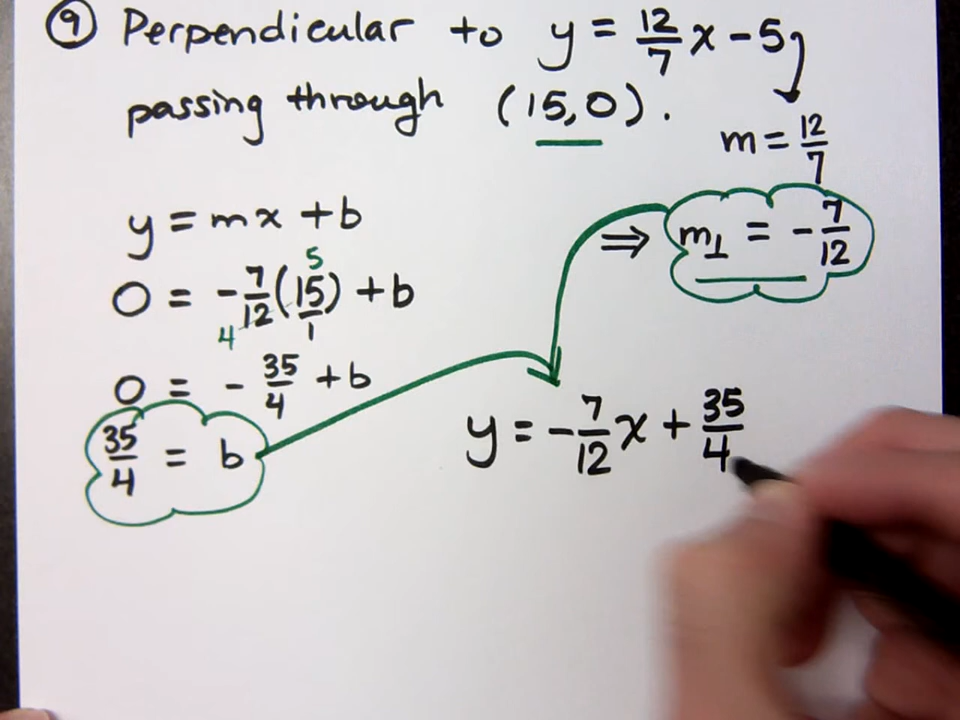 ⑨ Perpendicular to y = 12/7 x - 5
passing through (15,0).
m = 12/7
⇒ m⊥ = - 7/12
y = mx + b
0 = - 7/12 (15/1) + b
5
4
0 = - 35/4 + b
35/4 = b
y = - 7/12 x + 35/4